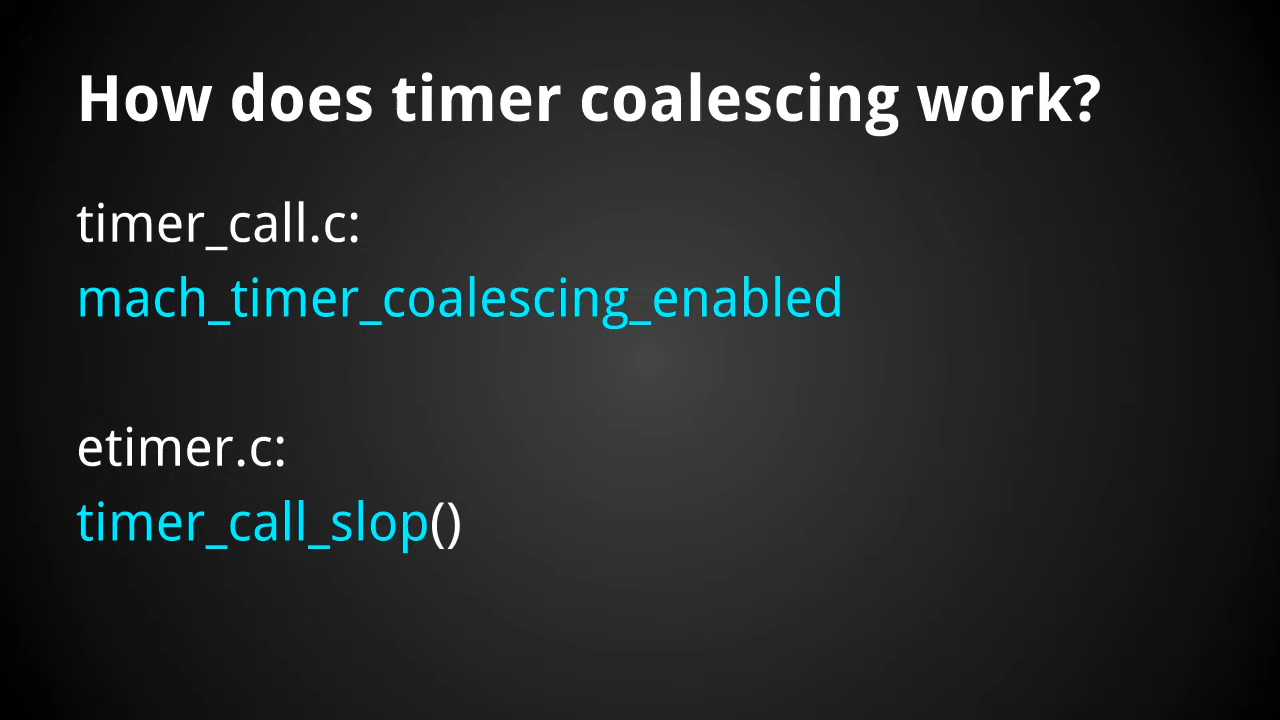 How does timer coalescing work?
timer_call.c:
mach_timer_coalescing_enabled
etimer.c:
timer_call_slop()